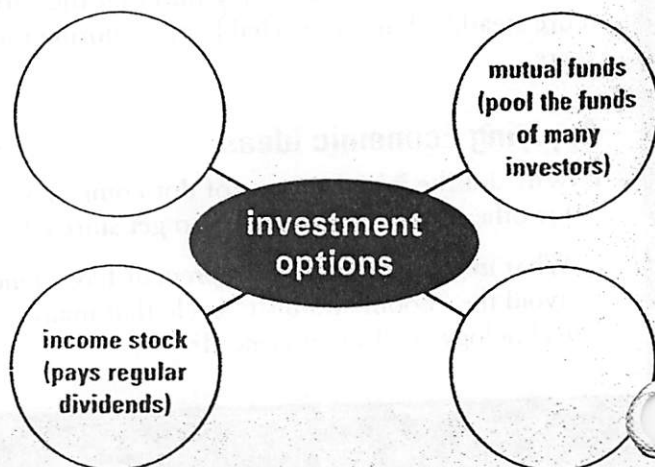 mutual funds
(pool the funds
of many
investors)
investment
options
income stock
(pays regular
dividends)